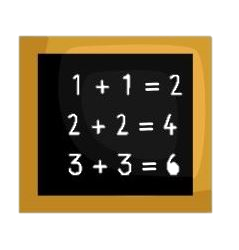 1 + 1 = 2
2 + 2 = 4
3 + 3 = 6